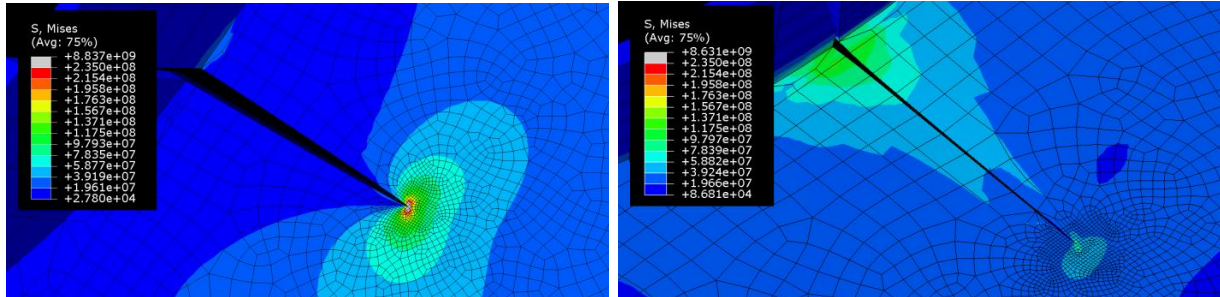 S, Mises
(Avg: 75%)
+8.837e+09
+2.350e+08
+2.154e+08
+1.958e+08
+1.763e+08
+1.567e+08
+1.371e+08
+1.175e+08
+9.793e+07
+7.835e+07
+5.877e+07
+3.919e+07
+1.961e+07
+2.780e+04
S, Mises
(Avg: 75%)
+8.631e+09
+2.350e+08
+2.154e+08
+1.958e+08
+1.763e+08
+1.567e+08
+1.371e+08
+1.175e+08
+9.797e+07
+7.839e+07
+5.882e+07
+3.924e+07
+1.966e+07
+8.681e+04